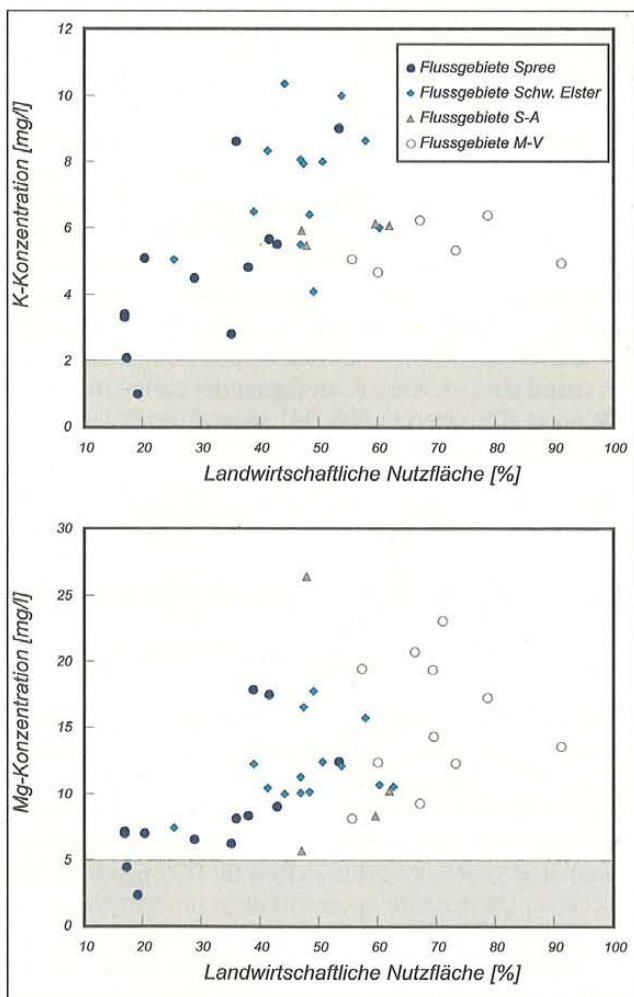 12
10
8
6
4
2
0
K-Konzentration [mg/l]
Flussgebiete Spree
Flussgebiete Schw. Elster
Flussgebiete S-A
Flussgebiete M-V
10 20 30 40 50 60 70 80 90 100
Landwirtschaftliche Nutzfläche [%]
30
25
20
15
10
5
0
Mg-Konzentration [mg/l]
10 20 30 40 50 60 70 80 90 100
Landwirtschaftliche Nutzfläche [%]